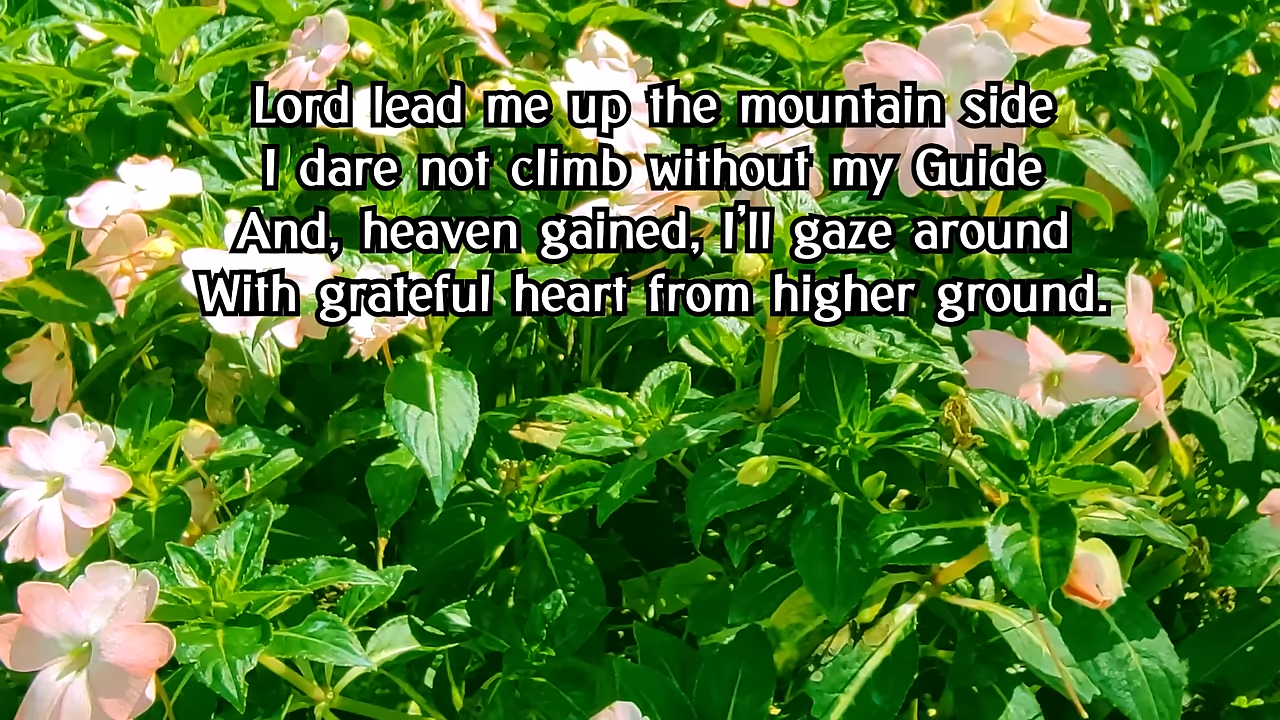 Lord lead me up the mountain side
I dare not climb without my Guide
And, heaven gained, I'll gaze around
With grateful heart from higher ground.